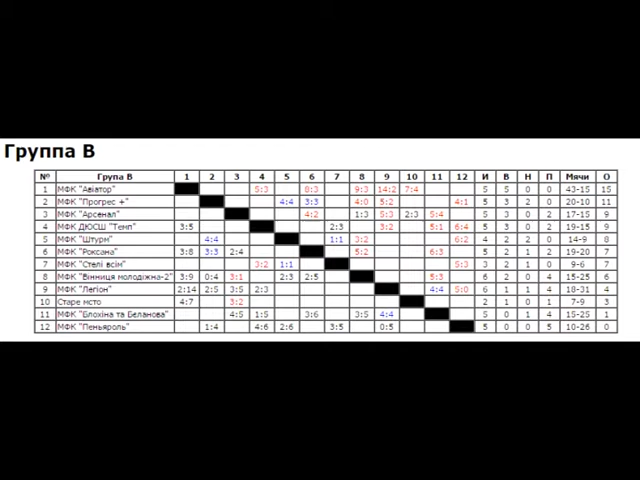 Группа В
№ Група В 1 2 3 4 5 6 7 8 9 10 11 12 И В Н П Мячи О
1 МФК "Авіатор" 5:3 8:3 9:3 14:2 7:4 5 5 0 0 43-15 15
2 МФК "Прогрес +" 4:4 3:3 4:0 5:2 4:1 5 3 2 0 20-10 11
3 МФК "Арсенал" 4:2 1:3 5:3 2:3 5:4 5 3 0 2 17-15 9
4 МФК ДЮСШ "Темп" 3:5 2:3 3:2 5:1 6:4 5 3 0 2 19-15 9
5 МФК "Штурм" 4:4 1:1 3:2 6:2 4 2 2 0 14-9 8
6 МФК "Роксана" 3:8 3:3 2:4 5:2 6:3 5 2 1 2 19-20 7
7 МФК "Стелі всім" 3:2 1:1 5:3 3 2 1 0 9-6 7
8 МФК "Вінниця молодіжна-2" 3:9 0:4 3:1 2:3 2:5 5:3 6 2 0 4 15-25 6
9 МФК "Легіон" 2:14 2:5 3:5 2:3 4:4 5:0 6 1 1 4 18-31 4
10 Старе мсто 4:7 3:2 2 1 0 1 7-9 3
11 МФК "Блохіна та Бєланова" 4:5 1:5 3:6 3:5 4:4 5 0 1 4 15-25 1
12 МФК "Пеньяроль" 1:4 4:6 2:6 3:5 0:5 5 0 0 5 10-26 0